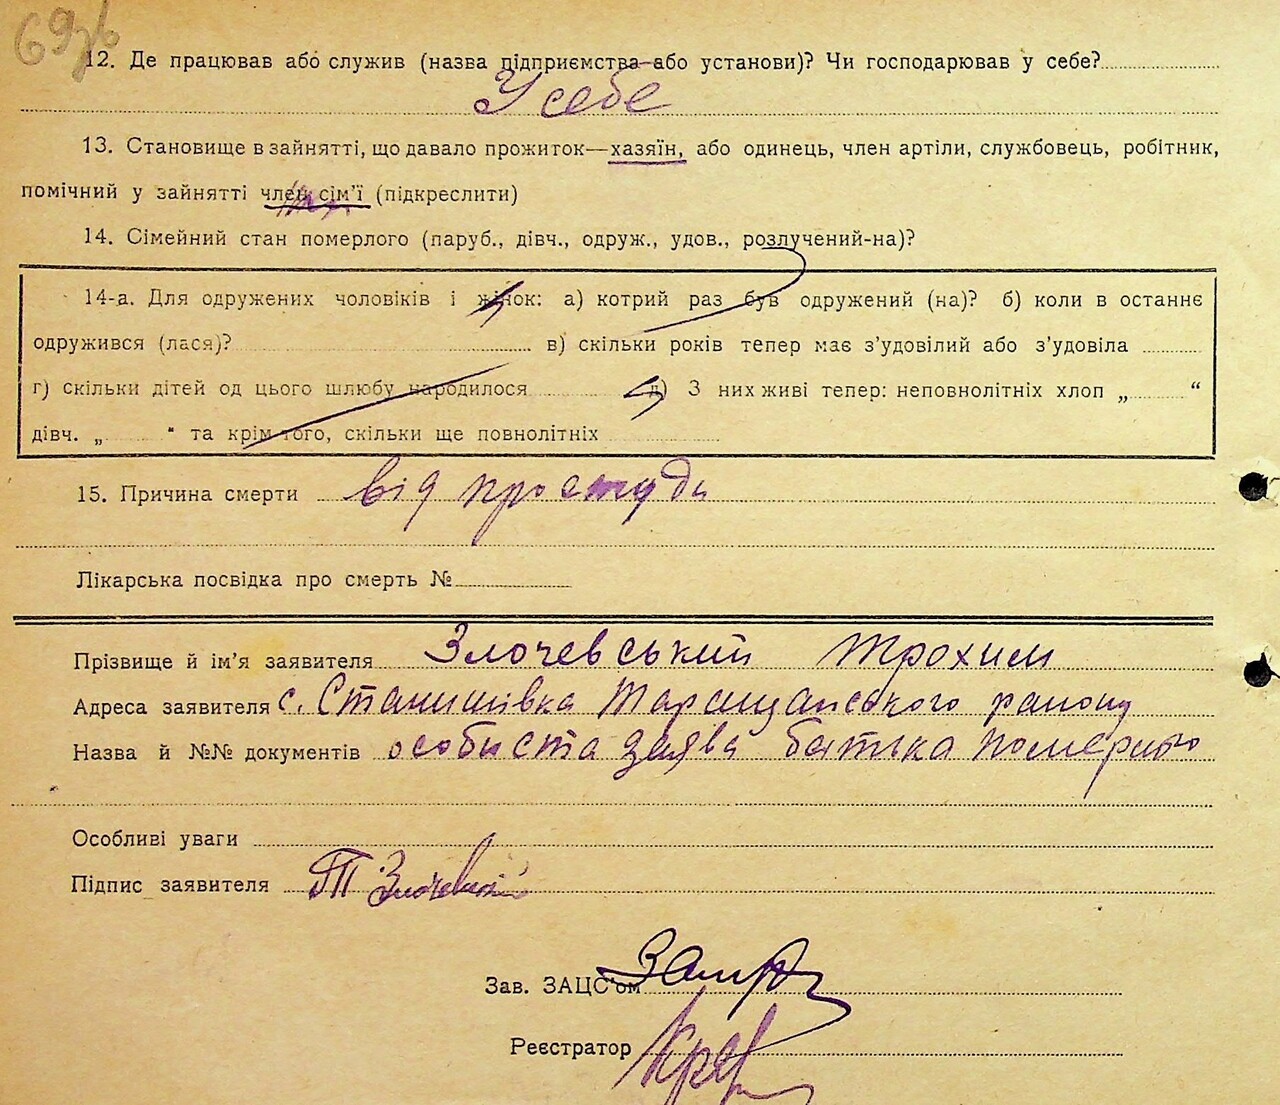 12. Де працював або служив (назва підприємства або установи)? Чи господарював у себе?
У себе
13. Становище в зайнятті, що давало прожиток—хазяїн, або одинець, член артіли, службовець, робітник,
помічний у зайнятті член сім'ї (підкреслити)
14. Сімейний стан померлого (паруб., дівч., одруж., удов., розлучений-на)?
14-а. Для одружених чоловіків і жінок: а) котрий раз був одружений (на)? б) коли в останнє
одружився (лася)? в) скільки років тепер має з'удовілий або з'удовіла
г) скільки дітей од цього шлюбу народилося д) З них живі тепер: неповнолітніх хлоп „ “
дівч. „ “ та крім того, скільки ще повнолітніх
15. Причина смерти від простуди
Лікарська посвідка про смерть №
Прізвище й ім'я заявителя Злочевський Трохим
Адреса заявителя с. Станишівка Таращанського району
Назва й №№ документів особиста заява батька помершого
Особливі уваги
Підпис заявителя Т Злочевський
Зав. ЗАЦС'ом
Реєстратор